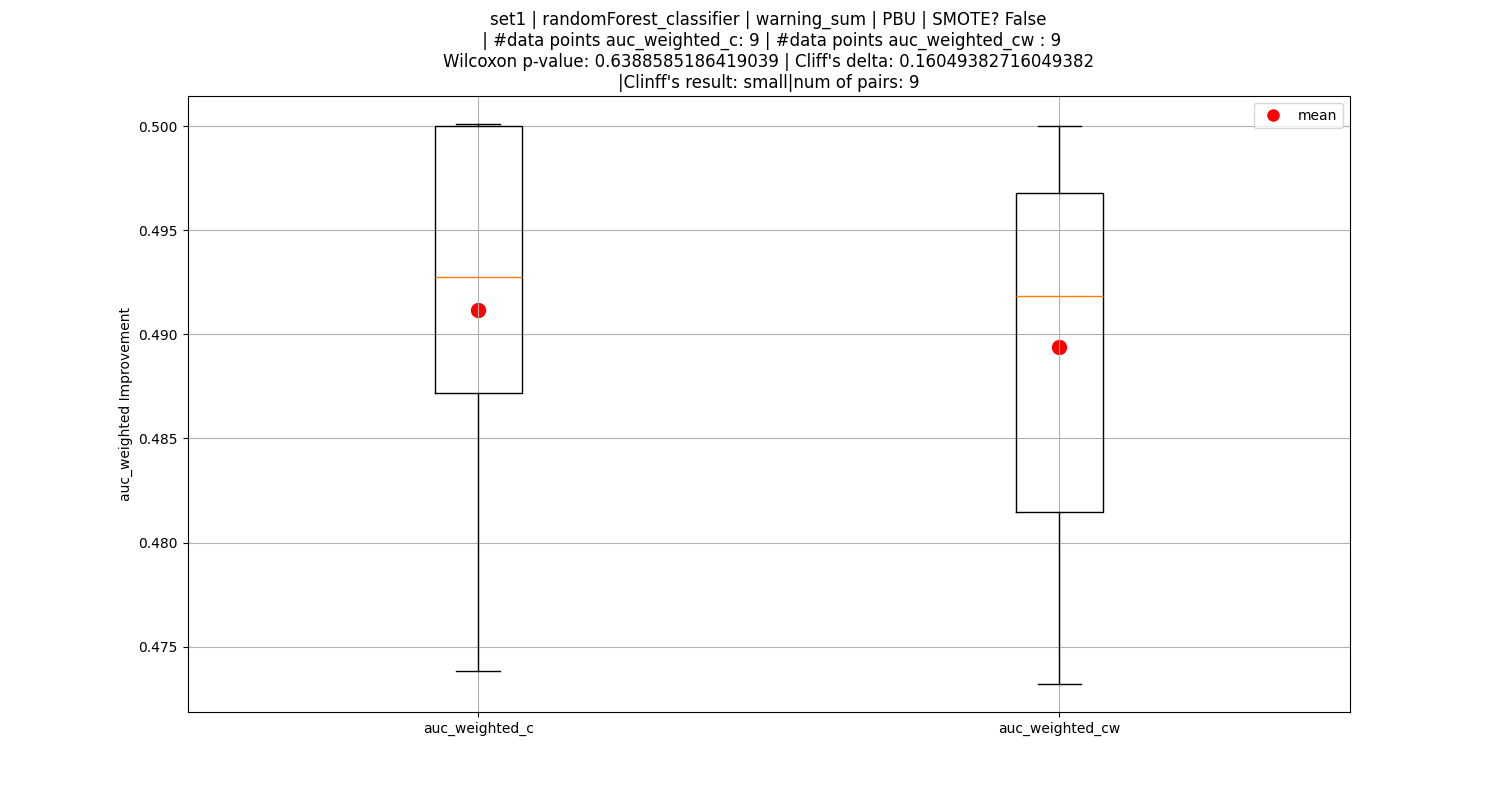 set1 | randomForest_classifier | warning_sum | PBU | SMOTE? False
| #data points auc_weighted_c: 9 | #data points auc_weighted_cw : 9
Wilcoxon p-value: 0.6388585186419039 | Cliff's delta: 0.16049382716049382
|Clinff's result: small|num of pairs: 9
mean
0.500
0.495
0.490
0.485
0.480
0.475
auc_weighted Improvement
auc_weighted_c
auc_weighted_cw